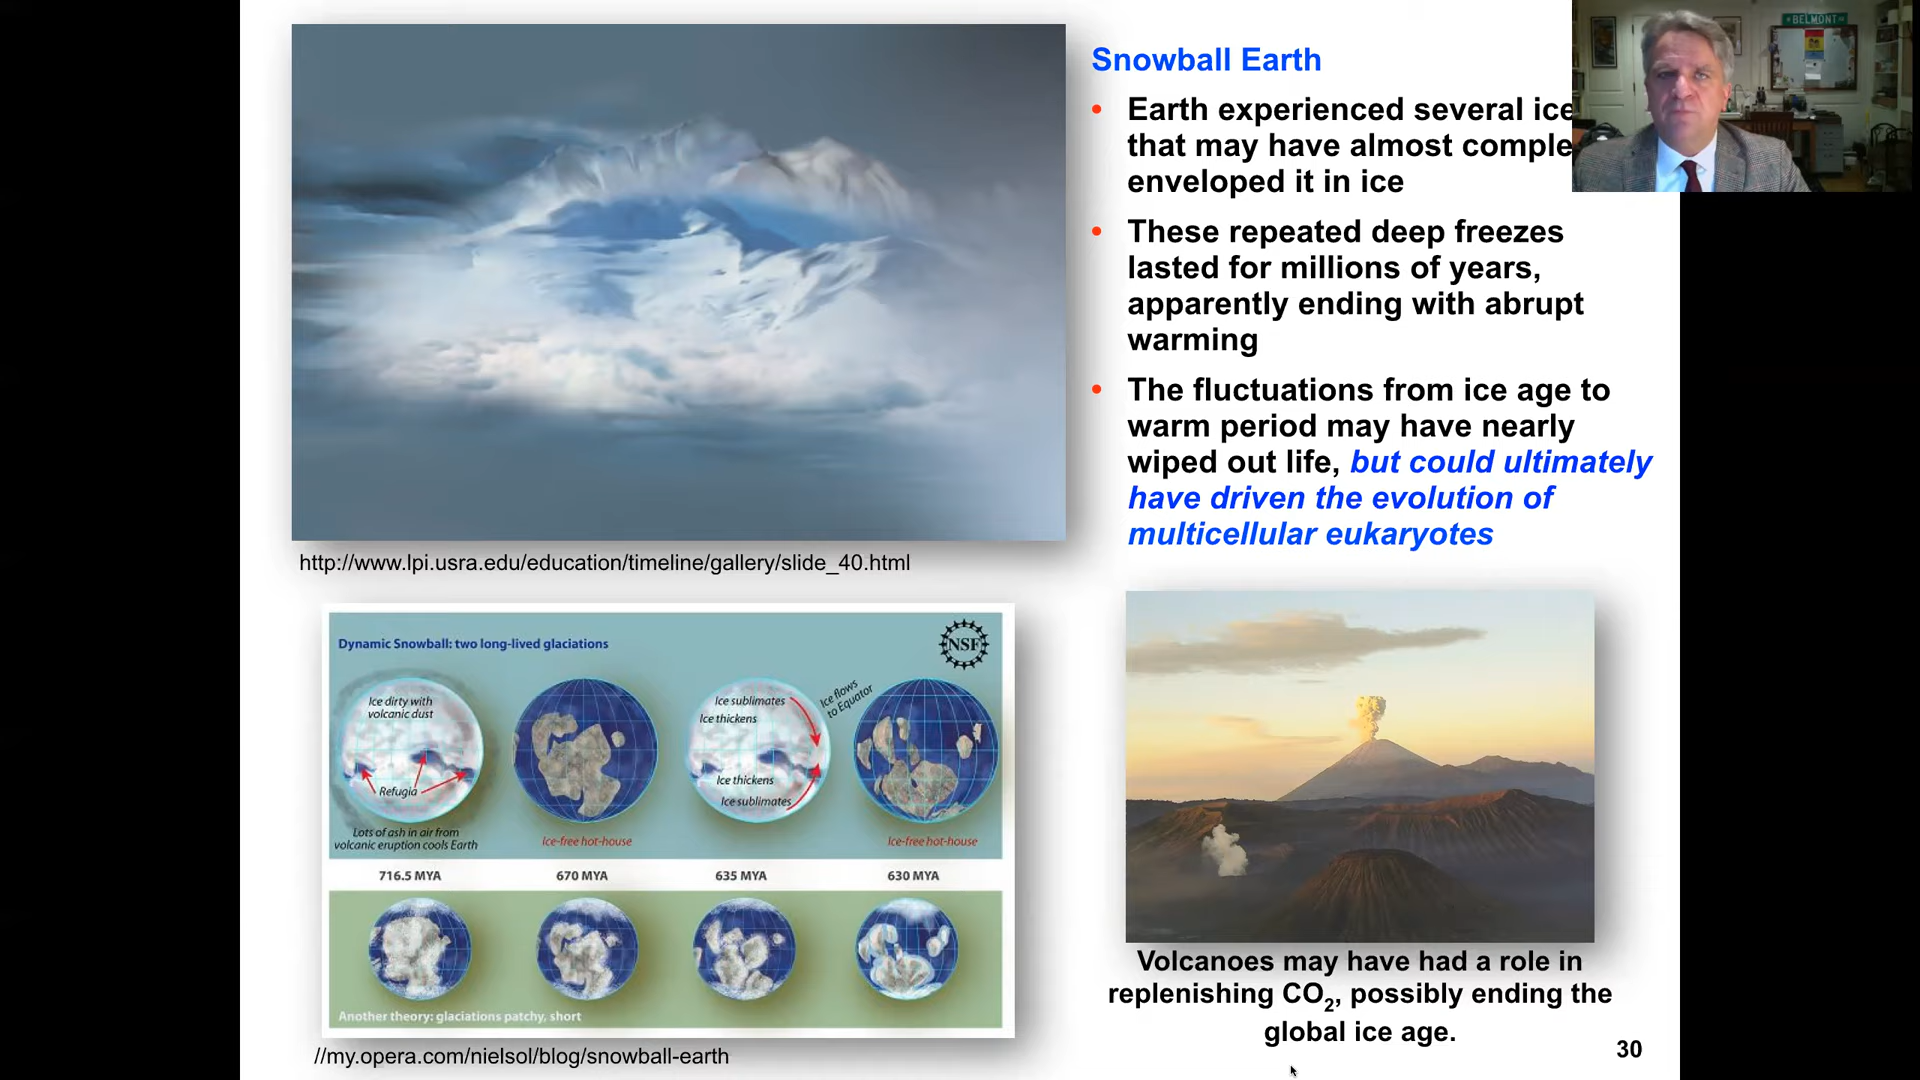 Snowball Earth
• Earth experienced several ice
that may have almost comple
enveloped it in ice
• These repeated deep freezes
lasted for millions of years,
apparently ending with abrupt
warming
• The fluctuations from ice age to
warm period may have nearly
wiped out life, but could ultimately
have driven the evolution of
multicellular eukaryotes
BELMONT
http://www.lpi.usra.edu/education/timeline/gallery/slide_40.html
Dynamic Snowball: two long-lived glaciations
NSF
Ice dirty with
volcanic dust
Refugia
Lots of ash in air from
volcanic eruption cools Earth
Ice-free hot-house
Ice sublimates
Ice thickens
Ice thickens
Ice sublimates
Ice flows
to Equator
Ice-free hot-house
716.5 MYA
670 MYA
635 MYA
630 MYA
Another theory: glaciations patchy, short
//my.opera.com/nielsol/blog/snowball-earth
Volcanoes may have had a role in
replenishing CO₂, possibly ending the
global ice age.
30